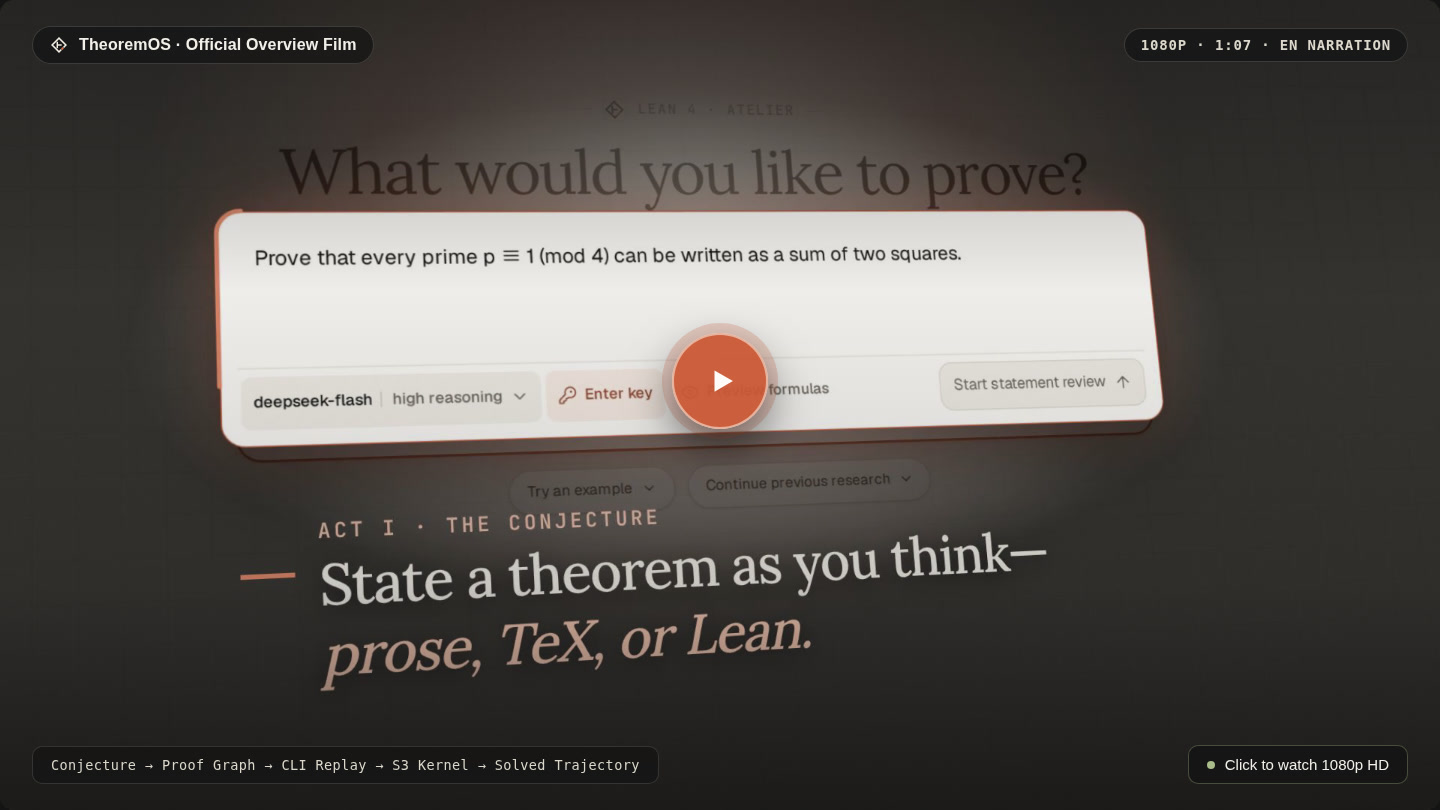 TheoremOS · Official Overview Film
1080P · 1:07 · EN NARRATION
LEAN 4 · ATELIER
What would you like to prove?
Prove that every prime p ≡ 1 (mod 4) can be written as a sum of two squares.
deepseek-flash | high reasoning
Enter key
Preview formulas
Start statement review ↑
Try an example
Continue previous research
ACT I · THE CONJECTURE
State a theorem as you think—
prose, TeX, or Lean.
Conjecture → Proof Graph → CLI Replay → S3 Kernel → Solved Trajectory
Click to watch 1080p HD